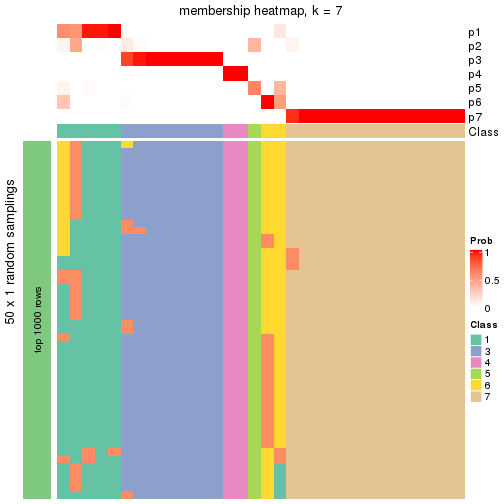 membership heatmap, k = 7
p1
p2
p3
p4
p5
p6
p7
Class
50 x 1 random samplings
top 1000 rows
Prob
1
0.5
0
Class
1
3
4
5
6
7